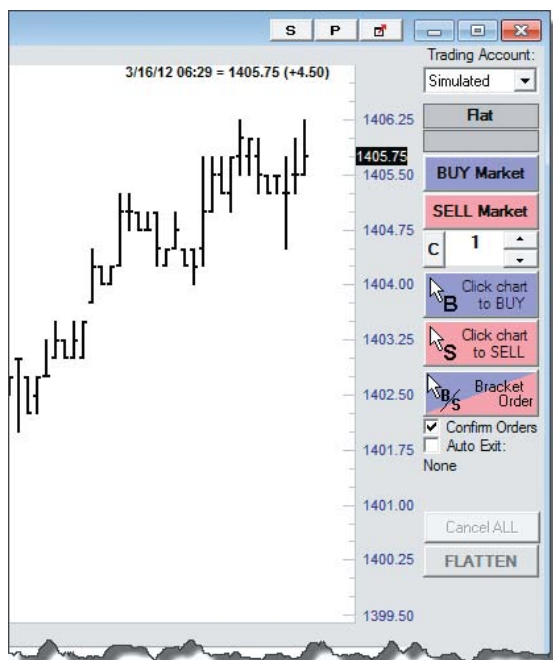 S P
Trading Account:
3/16/12 06:29 = 1405.75 (+4.50)
Simulated
1406.25
Flat
1405.75
1405.50
BUY Market
SELL Market
1404.75
C 1
1404.00
B Click chart
to BUY
1403.25
S Click chart
to SELL
1402.50
B/S Bracket
Order
Confirm Orders
1401.75
Auto Exit:
None
1401.00
Cancel ALL
1400.25
FLATTEN
1399.50